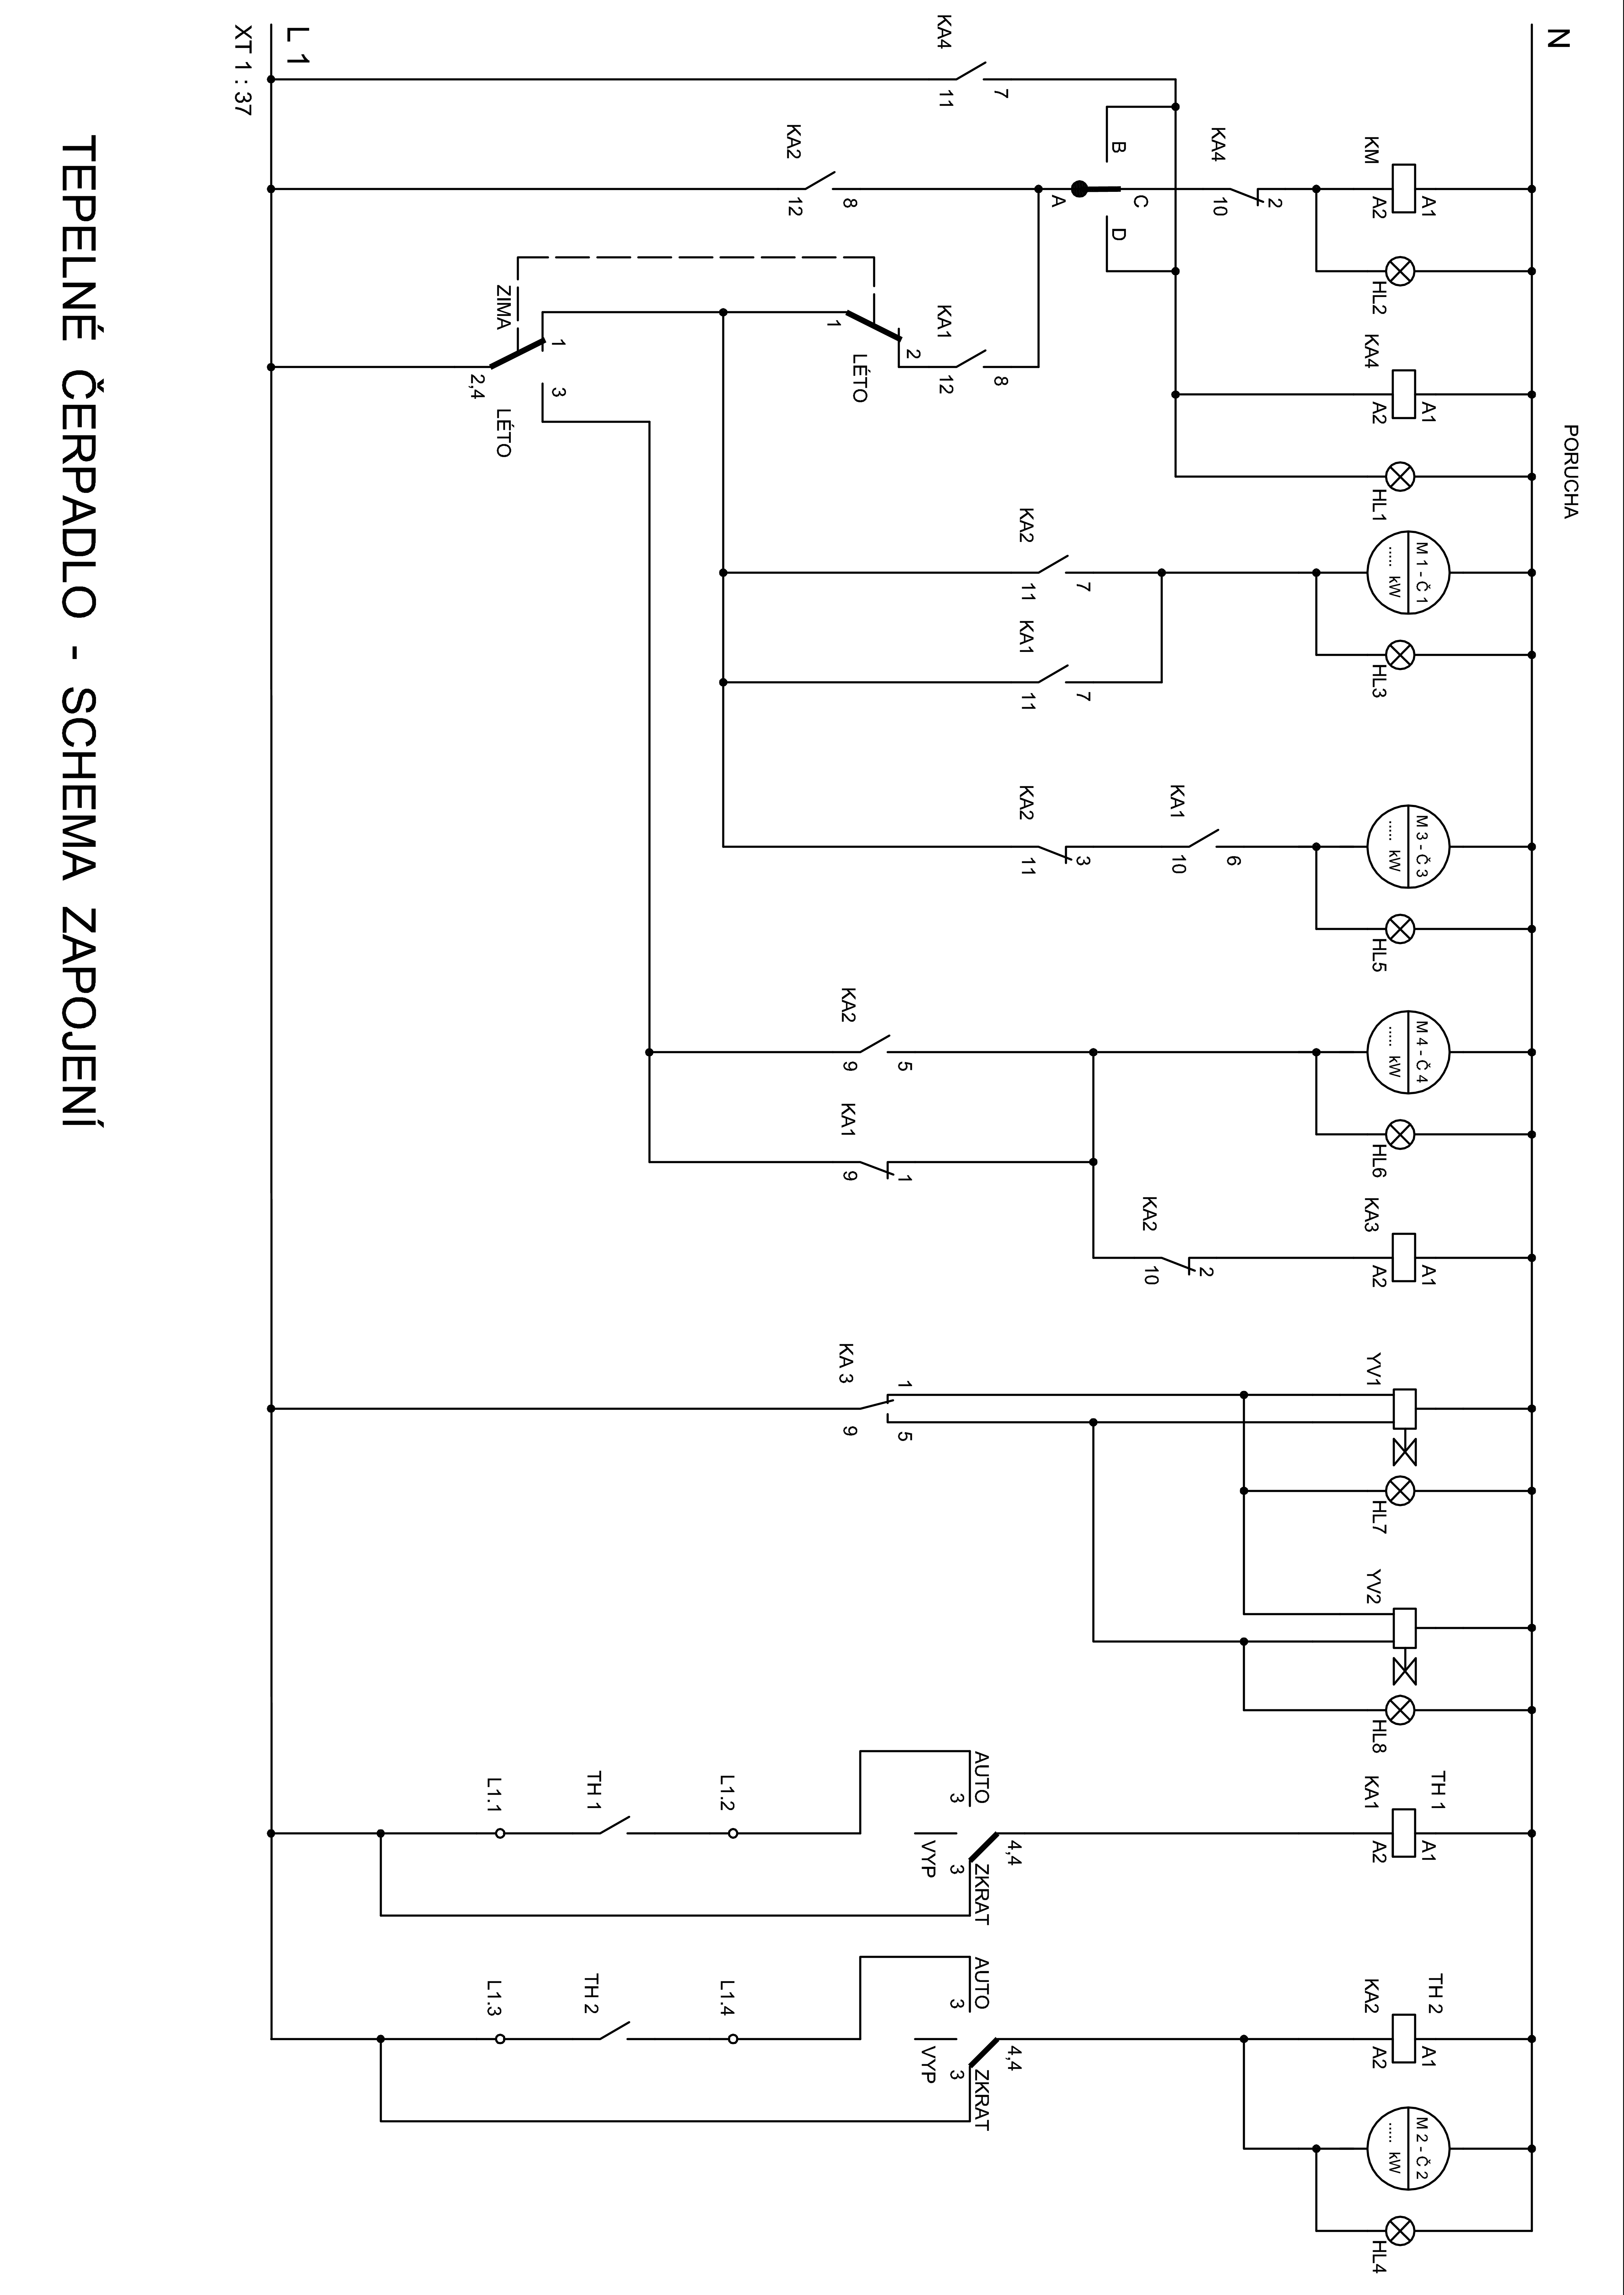 N
PORUCHA
KM
A1
A2
HL2
KA4
A1
A2
HL1
M 1 - Č 1
..... kW
HL3
M 3 - Č 3
..... kW
HL5
M 4 - Č 4
..... kW
HL6
KA3
A1
A2
YV1
HL7
YV2
HL8
TH 1
KA1
A1
A2
TH 2
KA2
A1
A2
M 2 - Č 2
..... kW
HL4
KA4
2
10
KA4
7
11
B
C
A
D
KA2
8
12
KA1
8
12
1
2
LÉTO
ZIMA
1
3
2,4
LÉTO
KA2
7
11
KA1
7
11
KA2
3
11
KA1
6
10
KA2
5
9
KA1
1
9
KA2
2
10
KA 3
1
5
9
AUTO
3
4,4
VYP
3
ZKRAT
L1.2
TH 1
L1.1
AUTO
3
4,4
VYP
3
ZKRAT
L1.4
TH 2
L1.3
L 1
XT 1 : 37
TEPELNÉ ČERPADLO - SCHEMA ZAPOJENÍ